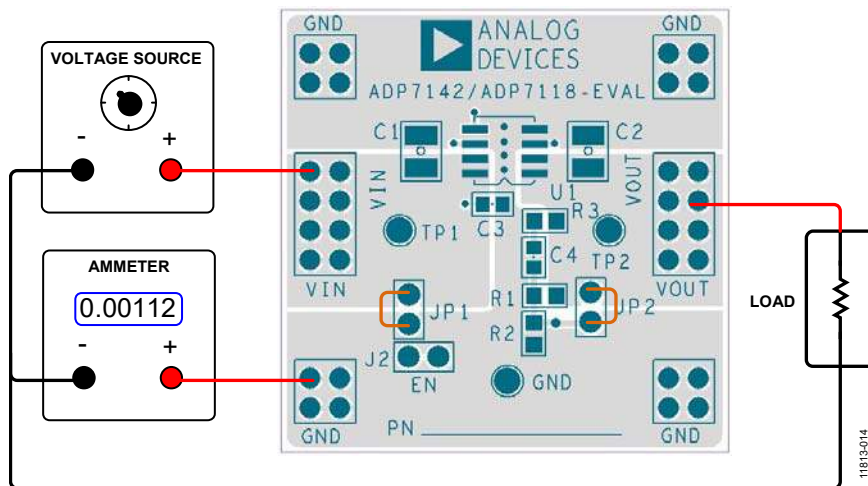 VOLTAGE SOURCE
-
+
AMMETER
0.00112
-
+
GND
ANALOG
DEVICES
GND
ADP7142/ADP7118-EVAL
C1
C2
VIN
U1
VOUT
R3
C3
TP1
C4
TP2
VIN
VOUT
JP1
R1
JP2
R2
J2
EN
GND
GND
PN
GND
LOAD
11813-014